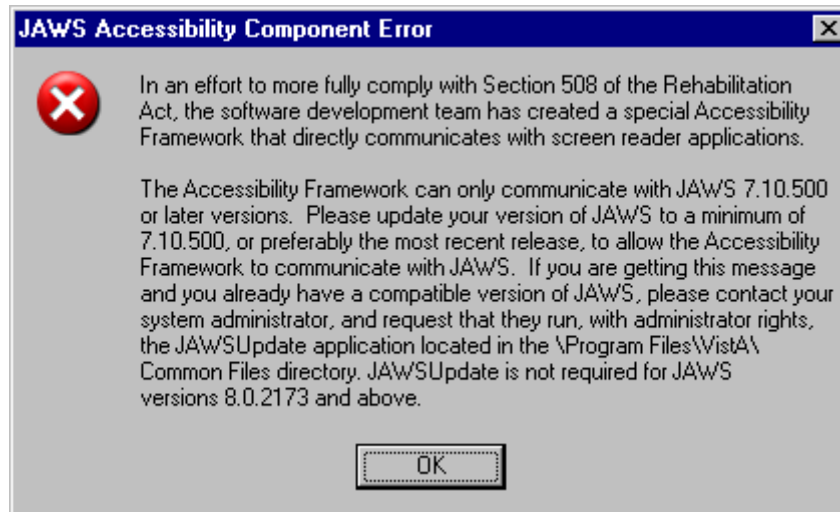 JAWS Accessibility Component Error
In an effort to more fully comply with Section 508 of the Rehabilitation
Act, the software development team has created a special Accessibility
Framework that directly communicates with screen reader applications.
The Accessibility Framework can only communicate with JAWS 7.10.500
or later versions.  Please update your version of JAWS to a minimum of
7.10.500, or preferably the most recent release, to allow the Accessibility
Framework to communicate with JAWS.  If you are getting this message
and you already have a compatible version of JAWS, please contact your
system administrator, and request that they run, with administrator rights,
the JAWSUpdate application located in the \Program Files\VistA\
Common Files directory. JAWSUpdate is not required for JAWS
versions 8.0.2173 and above.
OK